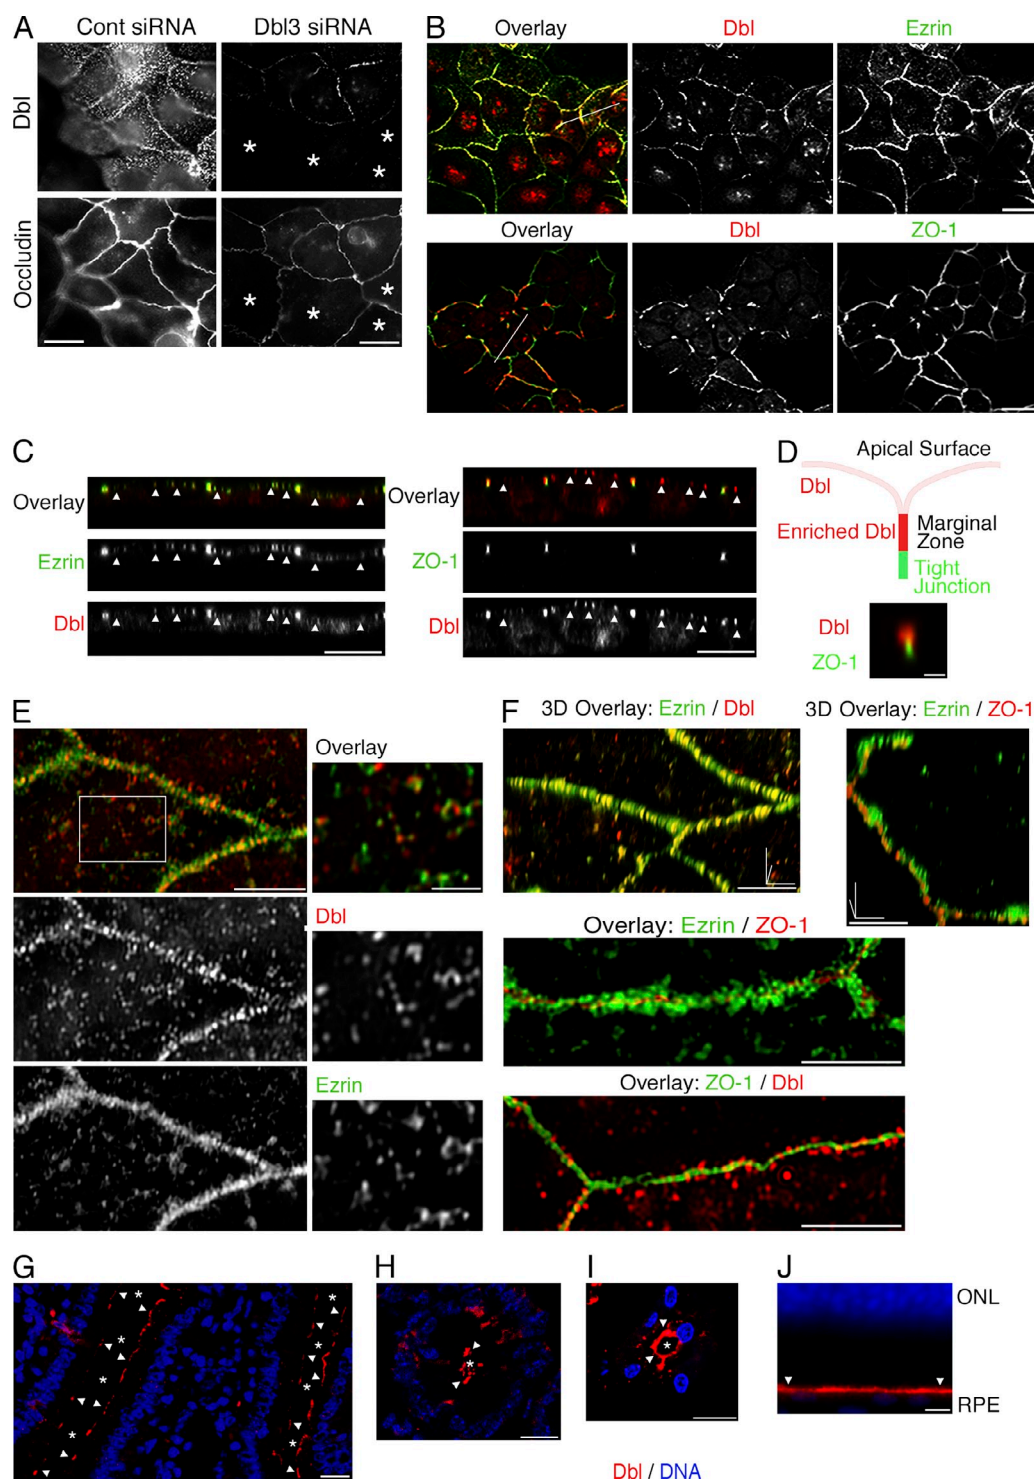 A
Cont siRNA
Dbl3 siRNA
Dbl
*
*
*
*
Occludin
*
*
*
*
B
Overlay
Dbl
Ezrin
Overlay
Dbl
ZO-1
C
Overlay
Ezrin
Dbl
Overlay
ZO-1
Dbl
D
Apical Surface
Dbl
Enriched Dbl
Marginal
Zone
Tight
Junction
Dbl
ZO-1
E
Overlay
Dbl
Ezrin
F
3D Overlay: Ezrin / Dbl
3D Overlay: Ezrin / ZO-1
Overlay: Ezrin / ZO-1
Overlay: ZO-1 / Dbl
G
*
*
*
*
*
*
*
*
H
*
I
*
J
ONL
RPE
Dbl / DNA